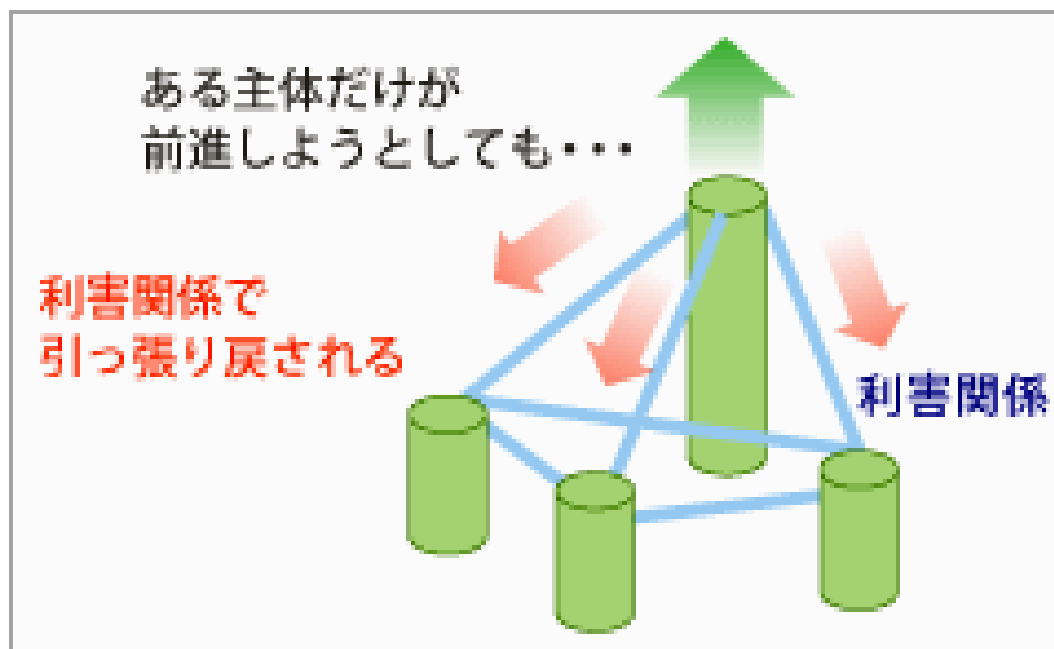 ある主体だけが
前進しようとしても・・・
利害関係で
引っ張り戻される
利害関係